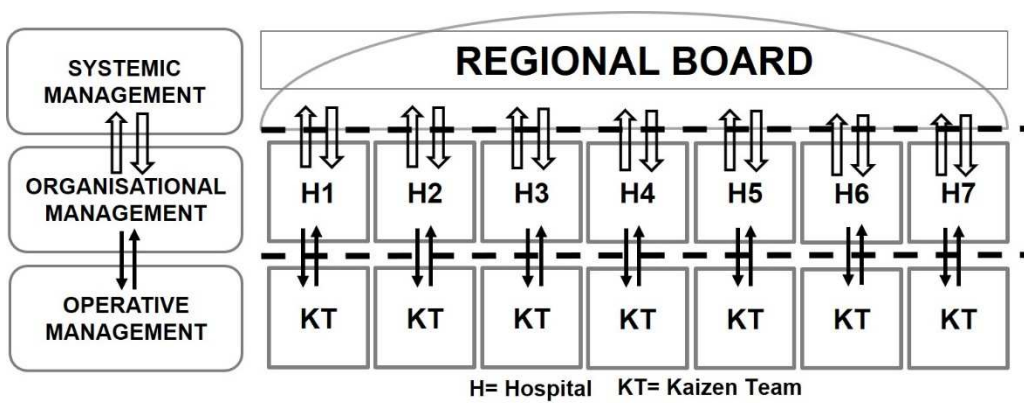 SYSTEMIC
MANAGEMENT
ORGANISATIONAL
MANAGEMENT
OPERATIVE
MANAGEMENT
REGIONAL BOARD
H1 H2 H3 H4 H5 H6 H7
KT KT KT KT KT KT KT
H= Hospital KT= Kaizen Team